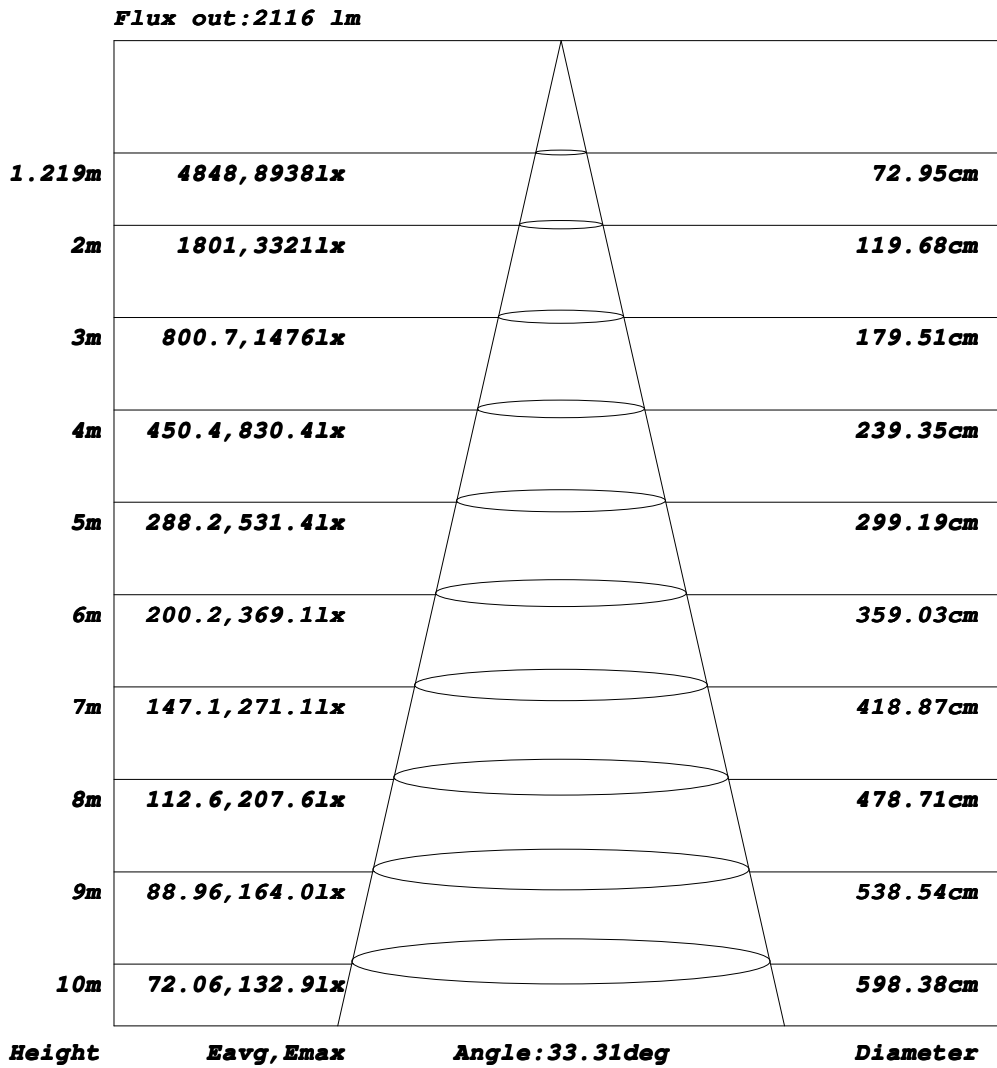 Flux out:2116 lm
1.219m 4848,8938lx 72.95cm
2m 1801,3321lx 119.68cm
3m 800.7,1476lx 179.51cm
4m 450.4,830.4lx 239.35cm
5m 288.2,531.4lx 299.19cm
6m 200.2,369.1lx 359.03cm
7m 147.1,271.1lx 418.87cm
8m 112.6,207.6lx 478.71cm
9m 88.96,164.0lx 538.54cm
10m 72.06,132.9lx 598.38cm
Height Eavg,Emax Angle:33.31deg Diameter